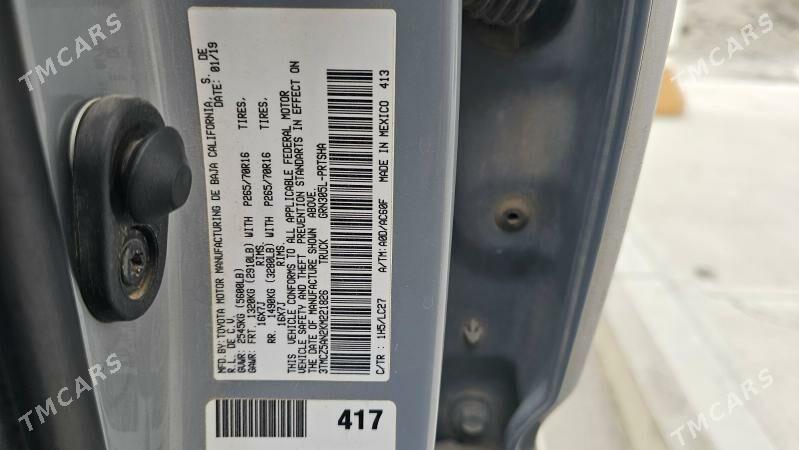 MFD.BY:TOYOTA MOTOR MANUFACTURING DE BAJA CALIFORNIA, S. DE
R.L. DE C.V. DATE: 01/19
GVWR: 2545KG (5600LB)
GAWR: FRT. 1320KG (2910LB) WITH P265/70R16 TIRES,
16X7J RIMS.
RR. 1490KG (3280LB) WITH P265/70R16 TIRES,
16X7J RIMS.
THIS VEHICLE CONFORMS TO ALL APPLICABLE FEDERAL MOTOR
VEHICLE SAFETY AND THEFT PREVENTION STANDARDS IN EFFECT ON
THE DATE OF MANUFACTURE SHOWN ABOVE.
3TMCZ5AN2KM221826 TRUCK GRN305L-PRTSHA
C/TR: 1H5/LC27 A/TM: A0D/AC60F MADE IN MEXICO 413
417
TMCARS
TMCARS
TMCARS
TMCARS
TMCARS